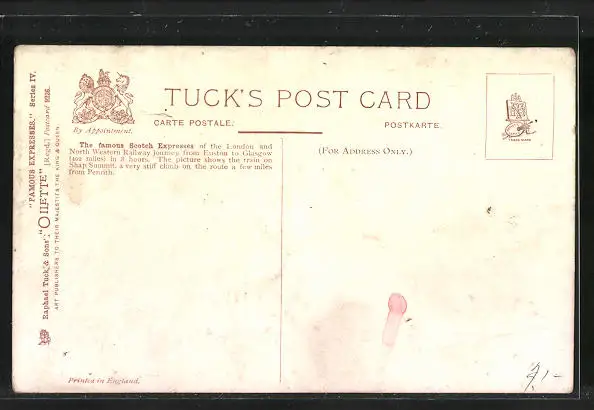 TUCK'S POST CARD
CARTE POSTALE.
POSTKARTE.
By Appointment.
The famous Scotch Expresses of the London and
North Western Railway journey from Euston to Glasgow
(402 miles) in 8 hours. The picture shows the train on
Shap Summit, a very stiff climb on the route a few miles
from Penrith.
(FOR ADDRESS ONLY.)
"FAMOUS EXPRESSES." Series IV.
Raphael Tuck & Sons' "OILETTE" [Regd.] Postcard 9226.
ART PUBLISHERS TO THEIR MAJESTIES THE KING & QUEEN.
TRADE MARK
Printed in England.